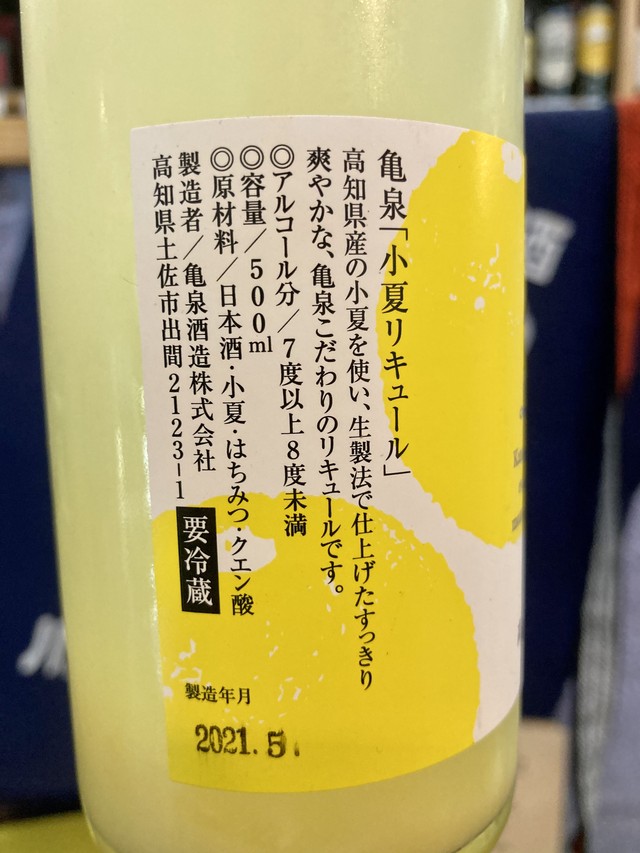 亀泉「小夏リキュール」
高知県産の小夏を使い、生製法で仕上げたすっきり
爽やかな、亀泉こだわりのリキュールです。
◎アルコール分／7度以上8度未満
◎容量／500ml
◎原材料／日本酒・小夏・はちみつ・クエン酸
製造者／亀泉酒造株式会社
高知県土佐市出間2123-1
要冷蔵
製造年月
2021.5
酒